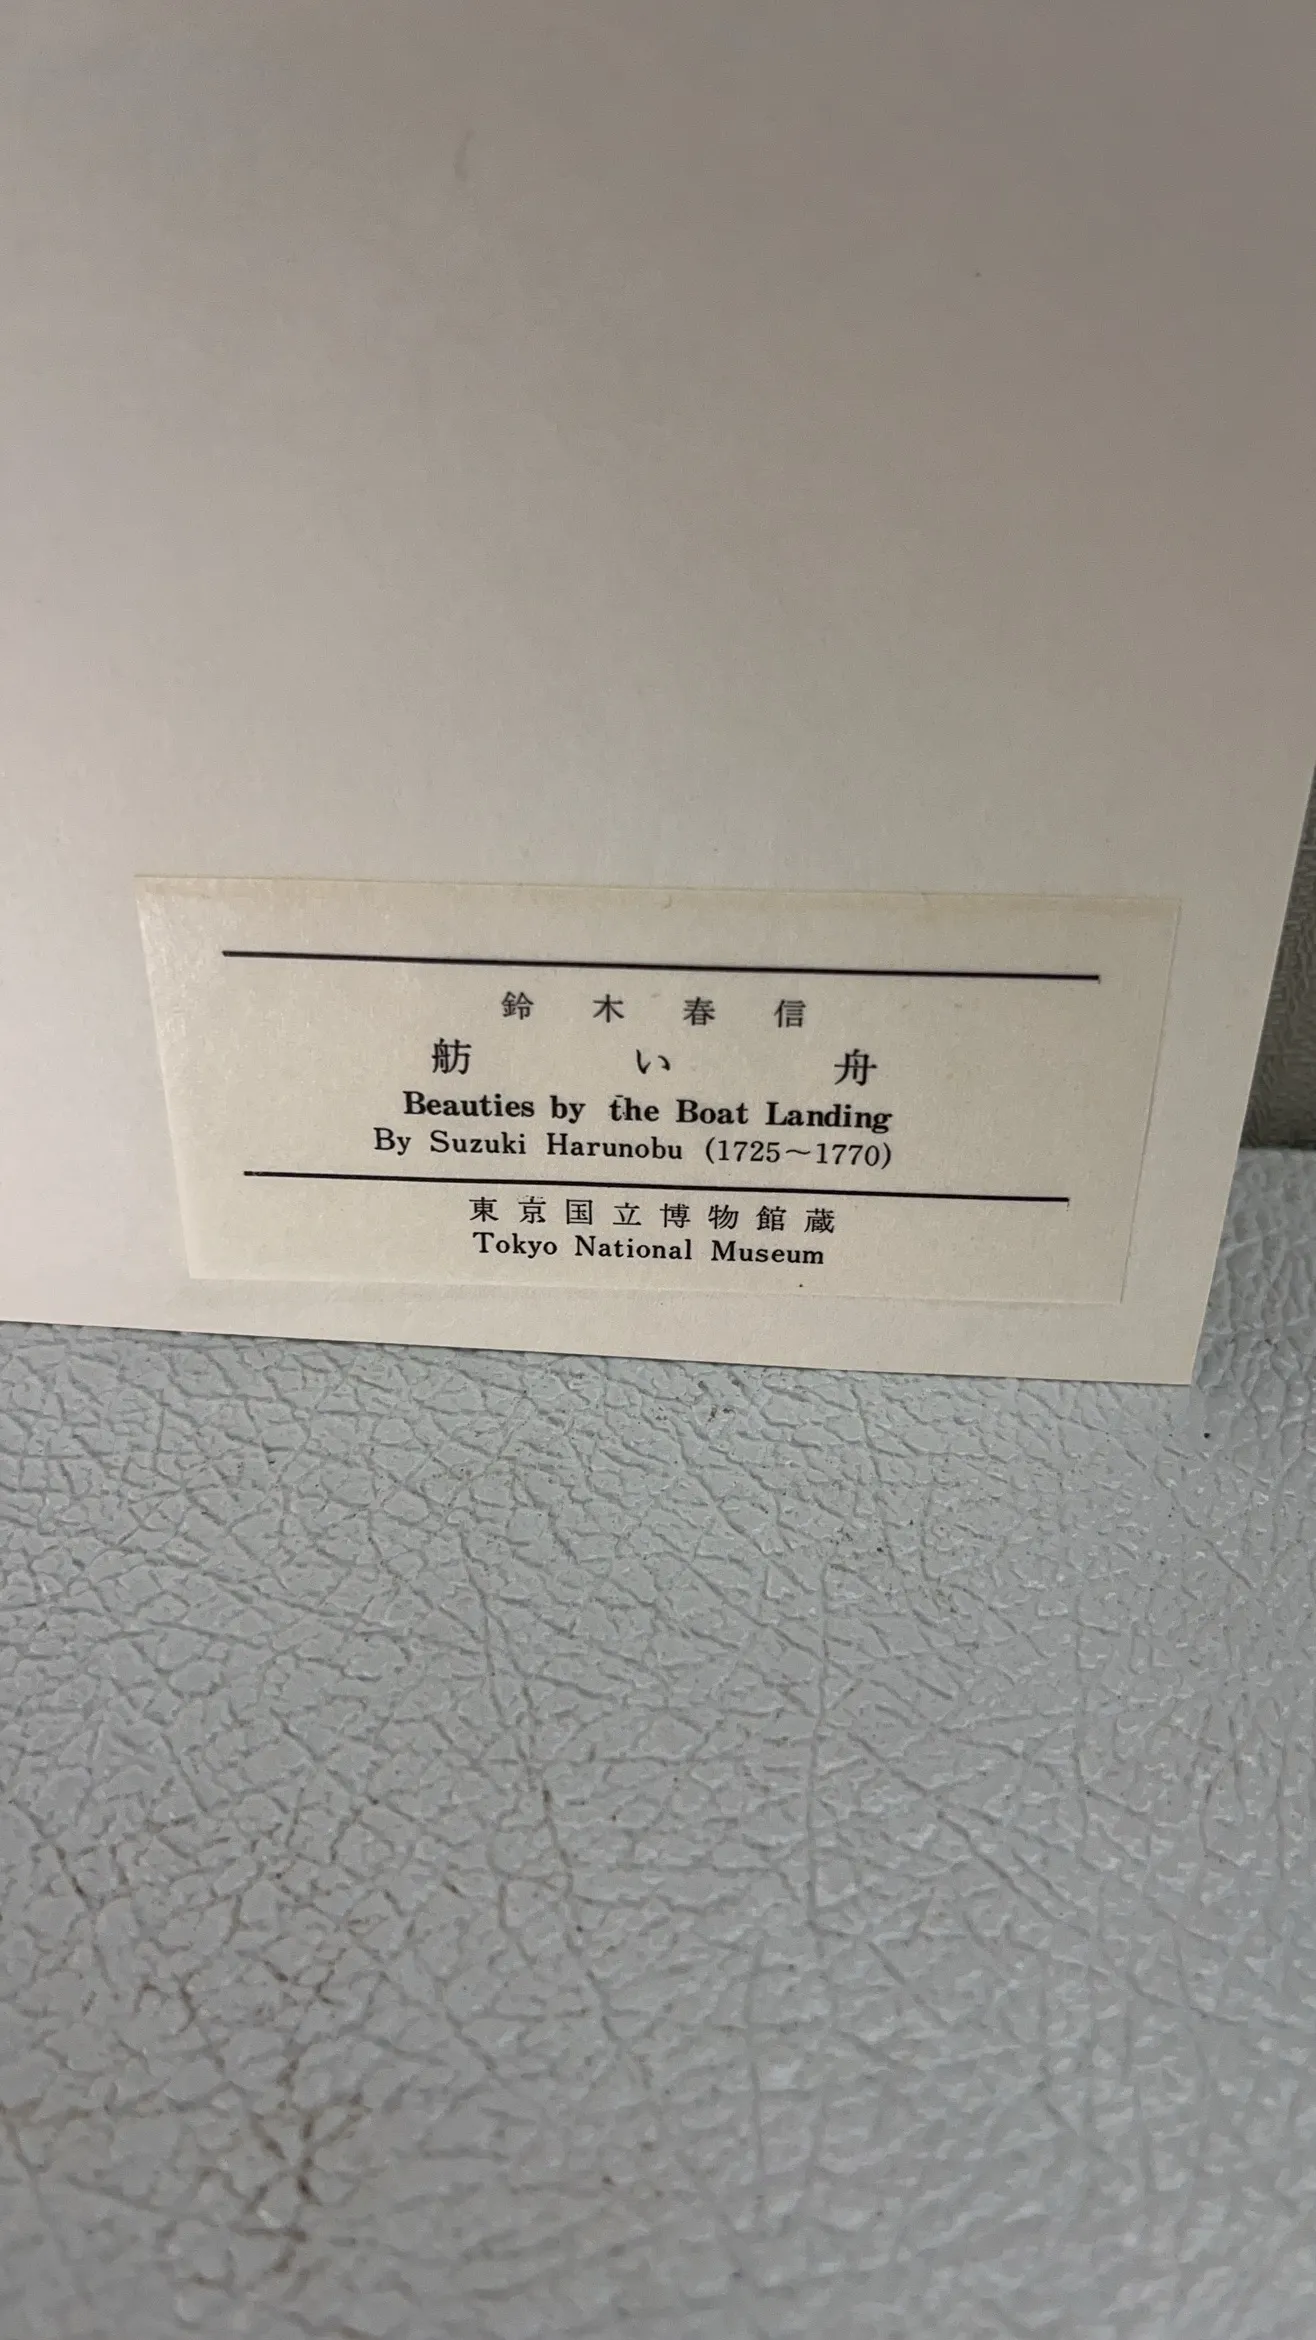 鈴木春信
舫い舟
Beauties by the Boat Landing
By Suzuki Harunobu (1725～1770)
東京国立博物館蔵
Tokyo National Museum